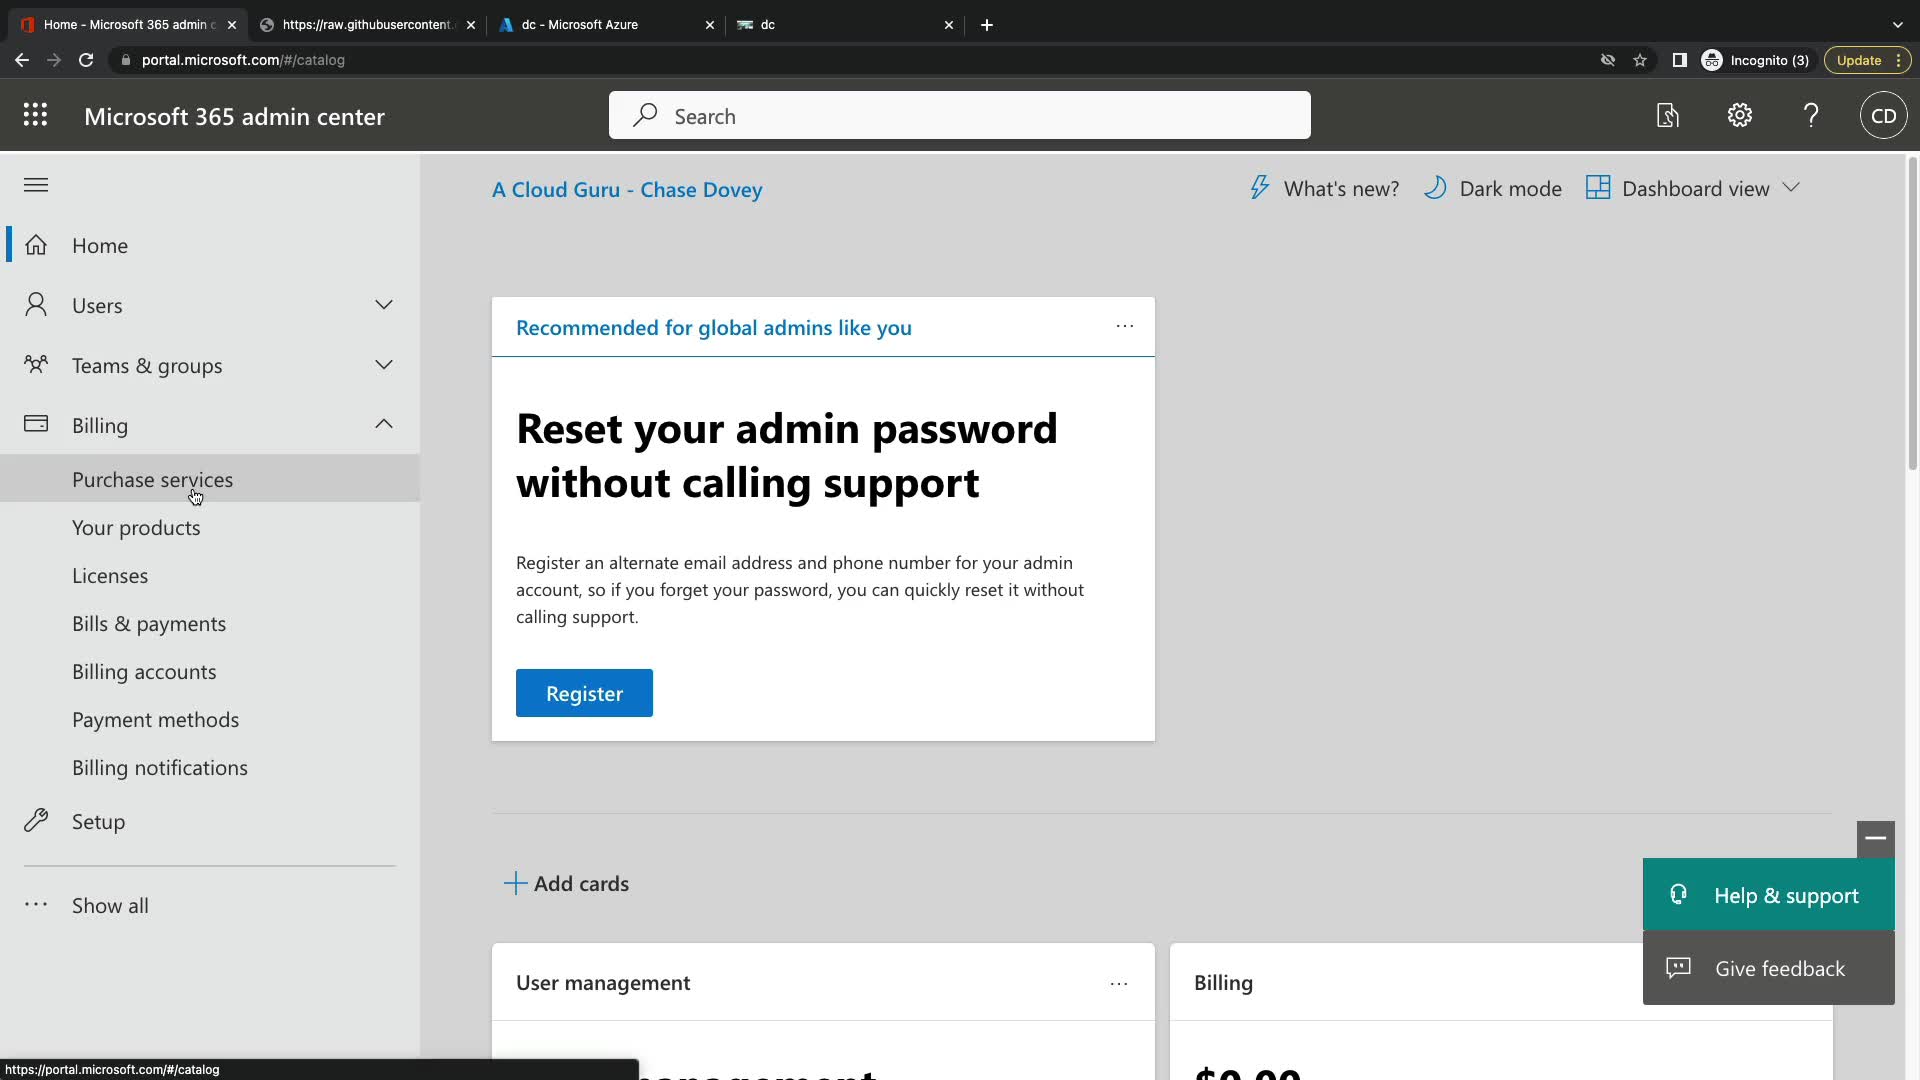 Home - Microsoft 365 admin c
https://raw.githubusercontent.c
dc - Microsoft Azure
dc
portal.microsoft.com/#/catalog
Incognito (3)
Update
Microsoft 365 admin center
Search
CD
A Cloud Guru - Chase Dovey
What's new?
Dark mode
Dashboard view
Home
Users
Teams & groups
Billing
Purchase services
Your products
Licenses
Bills & payments
Billing accounts
Payment methods
Billing notifications
Setup
Show all
Recommended for global admins like you
Reset your admin password
without calling support
Register an alternate email address and phone number for your admin
account, so if you forget your password, you can quickly reset it without
calling support.
Register
Add cards
User management
Billing
$0.00
Help & support
Give feedback
https://portal.microsoft.com/#/catalog